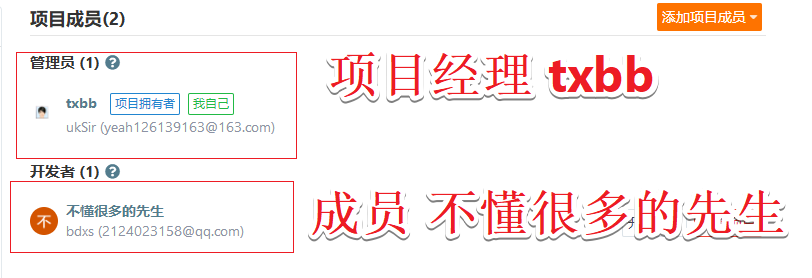 项目成员(2)
添加项目成员
管理员 (1) ?
项目经理 txbb
txbb 项目拥有者 我自己
ukSir (yeah126139163@163.com)
开发者 (1) ?
成员 不懂很多的先生
不 不懂很多的先生
bdxs (2124023158@qq.com)